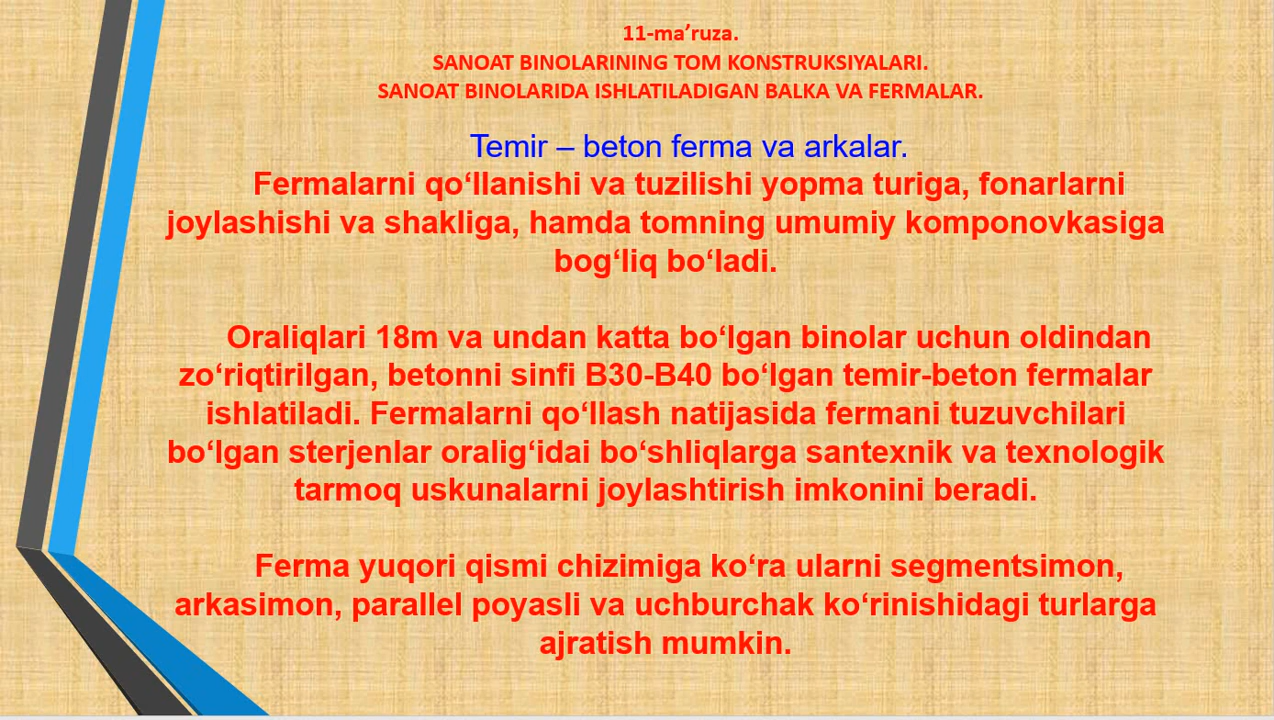 11-ma’ruza.
SANOAT BINOLARINING TOM KONSTRUKSIYALARI.
SANOAT BINOLARIDA ISHLATILADIGAN BALKA VA FERMALAR.
Temir – beton ferma va arkalar.
Fermalarni qo‘llanishi va tuzilishi yopma turiga, fonarlarni
joylashishi va shakliga, hamda tomning umumiy komponovkasiga
bog‘liq bo‘ladi.
Oraliqlari 18m va undan katta bo‘lgan binolar uchun oldindan
zo‘riqtirilgan, betonni sinfi B30-B40 bo‘lgan temir-beton fermalar
ishlatiladi. Fermalarni qo‘llash natijasida fermani tuzuvchilari
bo‘lgan sterjenlar oralig‘idai bo‘shliqlarga santexnik va texnologik
tarmoq uskunalarni joylashtirish imkonini beradi.
Ferma yuqori qismi chizimiga ko‘ra ularni segmentsimon,
arkasimon, parallel poyasli va uchburchak ko‘rinishidagi turlarga
ajratish mumkin.